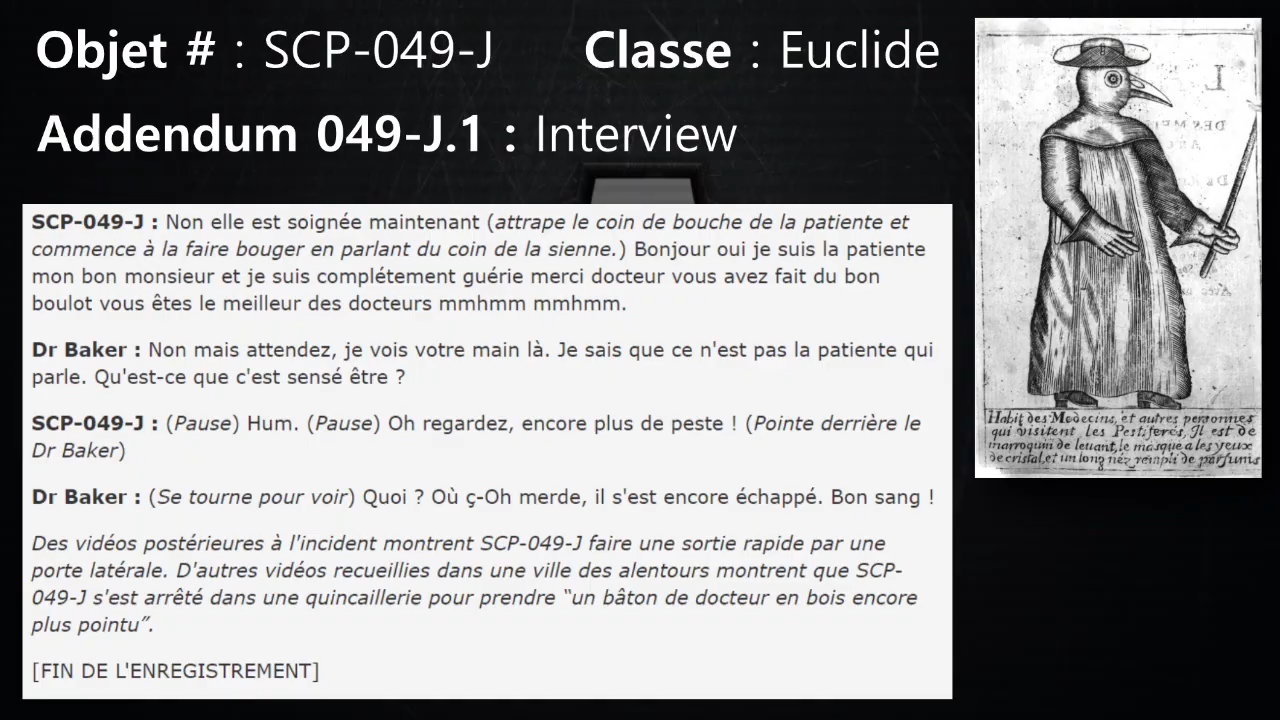 Objet # : SCP-049-J Classe : Euclide
Addendum 049-J.1 : Interview
SCP-049-J : Non elle est soignée maintenant (attrape le coin de bouche de la patiente et
commence à la faire bouger en parlant du coin de la sienne.) Bonjour oui je suis la patiente
mon bon monsieur et je suis complétement guérie merci docteur vous avez fait du bon
boulot vous êtes le meilleur des docteurs mmhmm mmhmm.
Dr Baker : Non mais attendez, je vois votre main là. Je sais que ce n'est pas la patiente qui
parle. Qu'est-ce que c'est sensé être ?
SCP-049-J : (Pause) Hum. (Pause) Oh regardez, encore plus de peste ! (Pointe derrière le
Dr Baker)
Dr Baker : (Se tourne pour voir) Quoi ? Où ç-Oh merde, il s'est encore échappé. Bon sang !
Des vidéos postérieures à l'incident montrent SCP-049-J faire une sortie rapide par une
porte latérale. D'autres vidéos recueillies dans une ville des alentours montrent que SCP-
049-J s'est arrêté dans une quincaillerie pour prendre “un bâton de docteur en bois encore
plus pointu”.
[FIN DE L'ENREGISTREMENT]
Habit des Medecins, et autres personnes
qui visitent les Pestiferés, Il est de
marroquin de leuant, le masque a les yeux
de cristal, et un long néz rempli de parfums